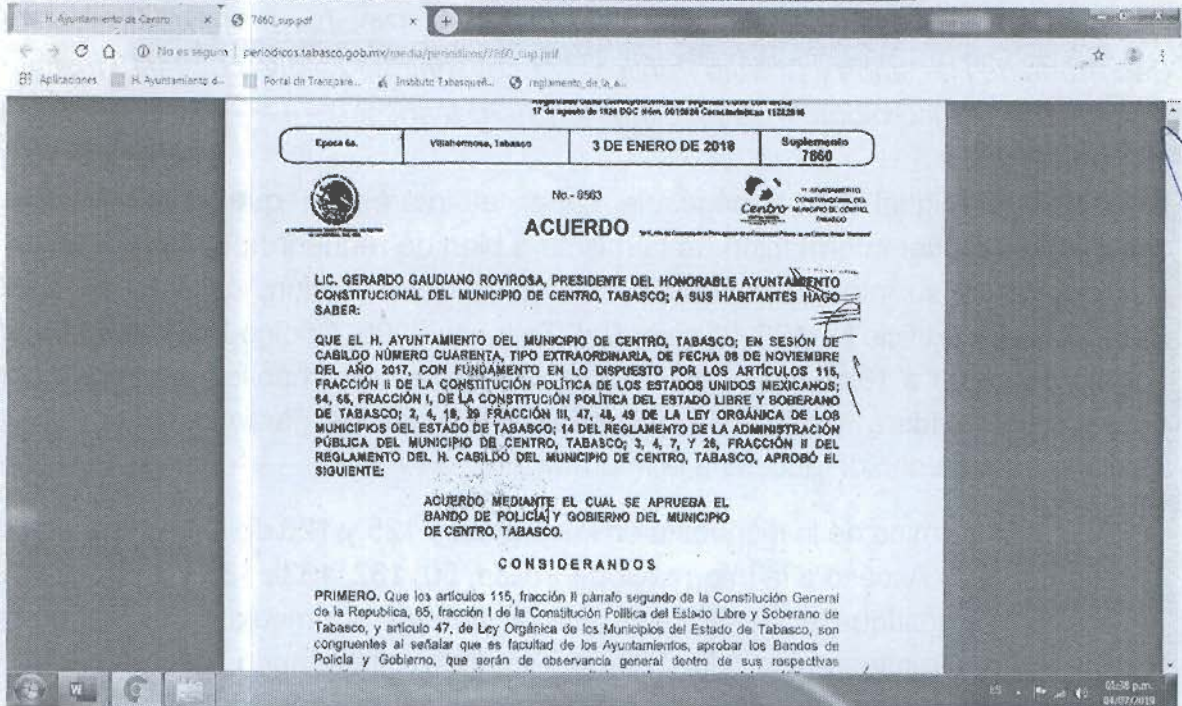 H. Ayuntamiento de Centro
7860_sup.pdf
No es seguro | periodicos.tabasco.gob.mx/media/periodicos/7860_sup.pdf
Aplicaciones H. Ayuntamiento d... Portal de Transpare... Instituto Tabasqueñ... reglamento_de_la_a...
17 de agosto de 1926 DGC Núm. 0010826 Características 11282816
Epoca 6a. Villahermosa, Tabasco 3 DE ENERO DE 2018 Suplemento 7860
No.- 8563
Centro
H. AYUNTAMIENTO CONSTITUCIONAL DEL MUNICIPIO DE CENTRO, TABASCO
ACUERDO
LIC. GERARDO GAUDIANO ROVIROSA, PRESIDENTE DEL HONORABLE AYUNTAMIENTO
CONSTITUCIONAL DEL MUNICIPIO DE CENTRO, TABASCO; A SUS HABITANTES HAGO
SABER:
QUE EL H. AYUNTAMIENTO DEL MUNICIPIO DE CENTRO, TABASCO; EN SESIÓN DE
CABILDO NÚMERO CUARENTA, TIPO EXTRAORDINARIA, DE FECHA 08 DE NOVIEMBRE
DEL AÑO 2017, CON FUNDAMENTO EN LO DISPUESTO POR LOS ARTÍCULOS 115,
FRACCIÓN II DE LA CONSTITUCIÓN POLÍTICA DE LOS ESTADOS UNIDOS MEXICANOS;
64, 65, FRACCIÓN I, DE LA CONSTITUCIÓN POLÍTICA DEL ESTADO LIBRE Y SOBERANO
DE TABASCO; 2, 4, 19, 29 FRACCIÓN III, 47, 48, 49 DE LA LEY ORGÁNICA DE LOS
MUNICIPIOS DEL ESTADO DE TABASCO; 14 DEL REGLAMENTO DE LA ADMINISTRACIÓN
PÚBLICA DEL MUNICIPIO DE CENTRO, TABASCO; 3, 4, 7, Y 26, FRACCIÓN II DEL
REGLAMENTO DEL H. CABILDO DEL MUNICIPIO DE CENTRO, TABASCO, APROBÓ EL
SIGUIENTE:
ACUERDO MEDIANTE EL CUAL SE APRUEBA EL
BANDO DE POLICÍA Y GOBIERNO DEL MUNICIPIO
DE CENTRO, TABASCO.
CONSIDERANDOS
PRIMERO. Que los artículos 115, fracción II párrafo segundo de la Constitución General
de la Republica, 65, fracción I de la Constitución Política del Estado Libre y Soberano de
Tabasco, y artículo 47, de Ley Orgánica de los Municipios del Estado de Tabasco, son
congruentes al señalar que es facultad de los Ayuntamientos, aprobar los Bandos de
Policía y Gobierno, que serán de observancia general dentro de sus respectivas
ES
01:38 p.m.
04/07/2019